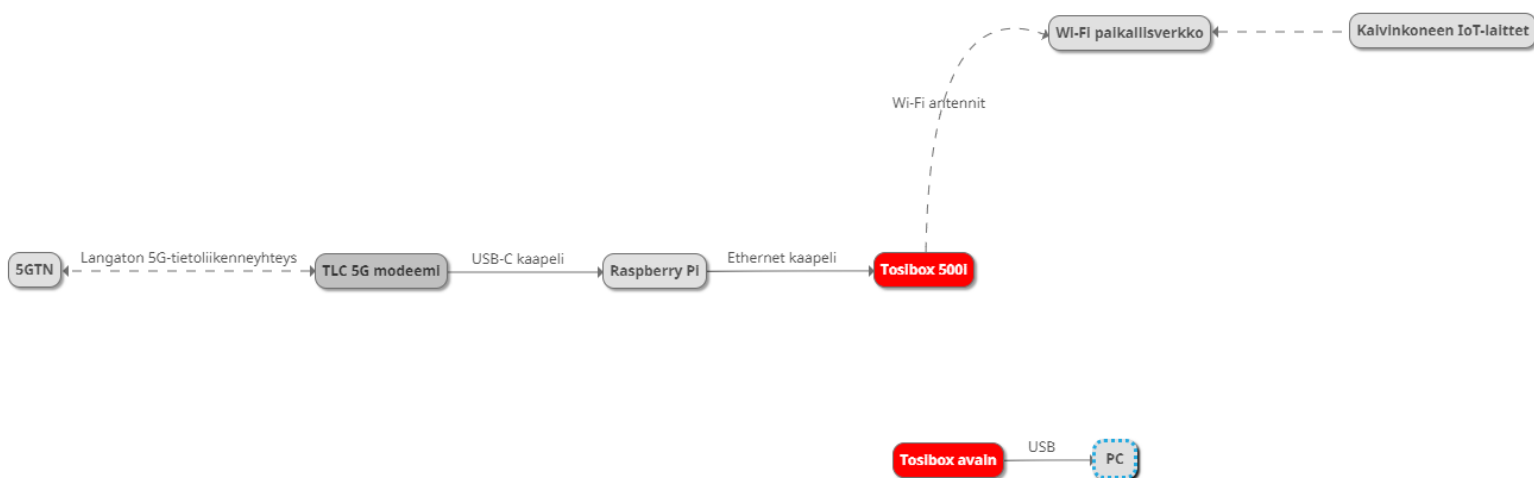 Wi-Fi paikallisverkko
Kaivinkoneen IoT-laittet
Wi-Fi antennit
5GTN
Langaton 5G-tietoliikenneyhteys
TLC 5G modeemi
USB-C kaapeli
Raspberry Pi
Ethernet kaapeli
Tosibox 500i
Tosibox avain
USB
PC